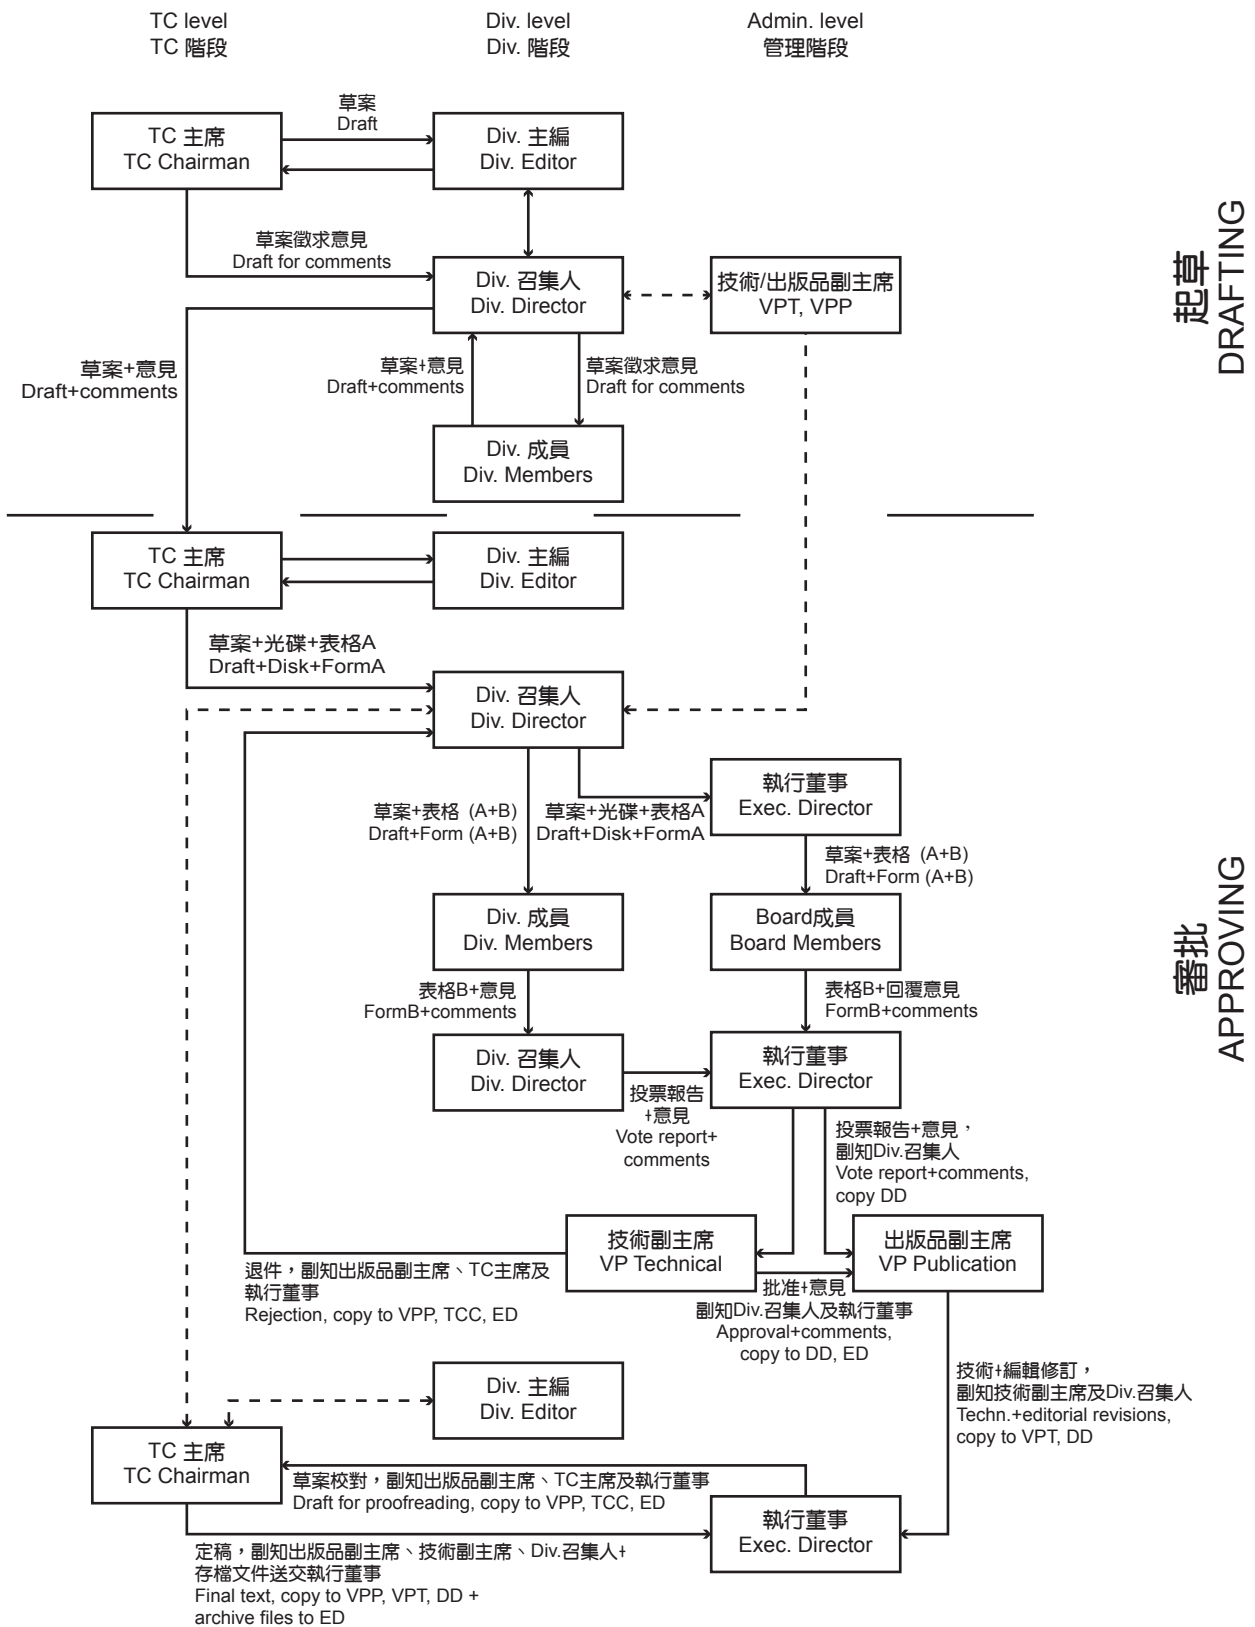 TC level
TC 階段
Div. level
Div. 階段
Admin. level
管理階段
TC 主席
TC Chairman
草案
Draft
Div. 主編
Div. Editor
草案徵求意見
Draft for comments
Div. 召集人
Div. Director
技術/出版品副主席
VPT, VPP
起草
DRAFTING
草案+意見
Draft+comments
草案+意見
Draft+comments
草案徵求意見
Draft for comments
Div. 成員
Div. Members
TC 主席
TC Chairman
Div. 主編
Div. Editor
草案+光碟+表格A
Draft+Disk+FormA
Div. 召集人
Div. Director
執行董事
Exec. Director
草案+表格 (A+B)
Draft+Form (A+B)
草案+光碟+表格A
Draft+Disk+FormA
草案+表格 (A+B)
Draft+Form (A+B)
Div. 成員
Div. Members
Board成員
Board Members
審批
APPROVING
表格B+意見
FormB+comments
表格B+回覆意見
FormB+comments
Div. 召集人
Div. Director
執行董事
Exec. Director
投票報告
+意見
Vote report+
comments
投票報告+意見，
副知Div.召集人
Vote report+comments,
copy DD
技術副主席
VP Technical
出版品副主席
VP Publication
退件，副知出版品副主席、TC主席及
執行董事
Rejection, copy to VPP, TCC, ED
批准+意見
副知Div.召集人及執行董事
Approval+comments,
copy to DD, ED
技術+編輯修訂，
副知技術副主席及Div.召集人
Techn.+editorial revisions,
copy to VPT, DD
Div. 主編
Div. Editor
TC 主席
TC Chairman
草案校對，副知出版品副主席、TC主席及執行董事
Draft for proofreading, copy to VPP, TCC, ED
執行董事
Exec. Director
定稿，副知出版品副主席、技術副主席、Div.召集人+
存檔文件送交執行董事
Final text, copy to VPP, VPT, DD +
archive files to ED